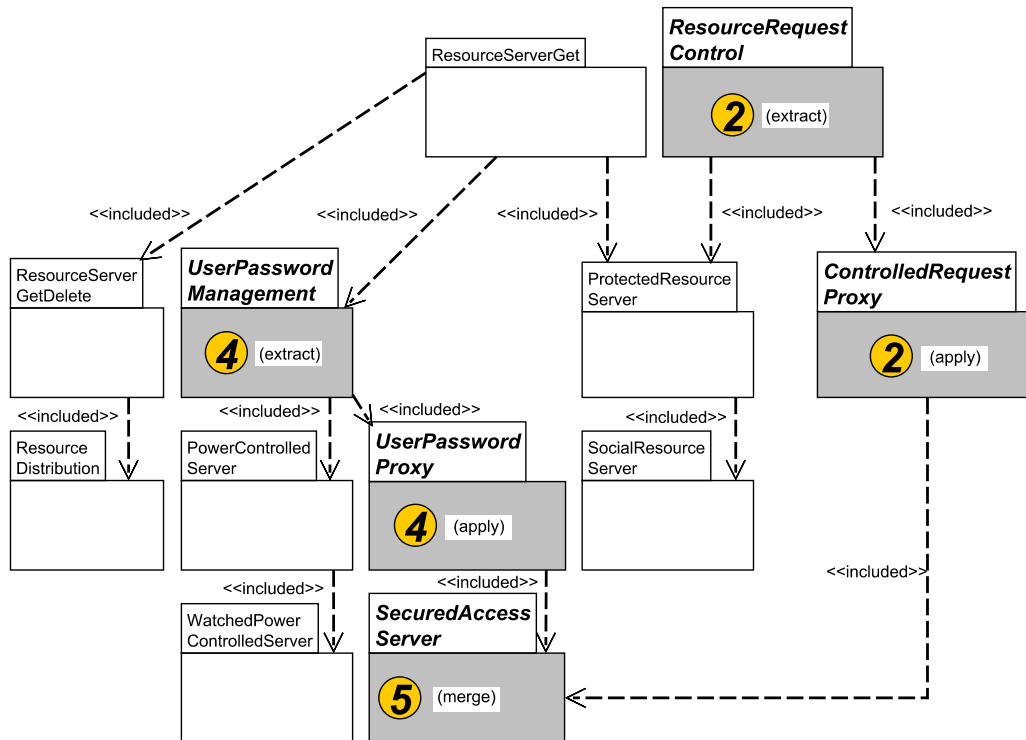 ResourceServerGet
ResourceRequest
Control
2 (extract)
<<included>>
<<included>>
<<included>>
<<included>>
<<included>>
ResourceServer
GetDelete
UserPassword
Management
4 (extract)
ProtectedResource
Server
ControlledRequest
Proxy
2 (apply)
<<included>>
<<included>>
<<included>>
<<included>>
Resource
Distribution
PowerControlled
Server
UserPassword
Proxy
4 (apply)
SocialResource
Server
<<included>>
<<included>>
<<included>>
WatchedPower
ControlledServer
SecuredAccess
Server
5 (merge)